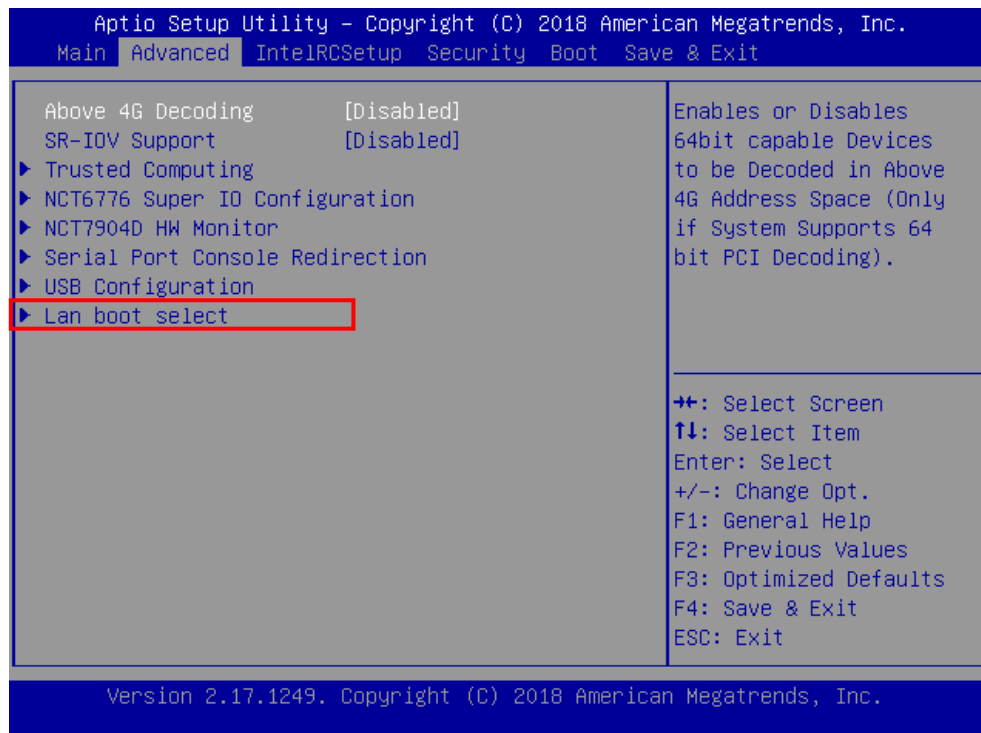 Aptio Setup Utility – Copyright (C) 2018 American Megatrends, Inc.
Main Advanced IntelRCSetup Security Boot Save & Exit
Above 4G Decoding [Disabled]
SR-IOV Support [Disabled]
Trusted Computing
NCT6776 Super IO Configuration
NCT7904D HW Monitor
Serial Port Console Redirection
USB Configuration
Lan boot select
Enables or Disables
64bit capable Devices
to be Decoded in Above
4G Address Space (Only
if System Supports 64
bit PCI Decoding).
→←: Select Screen
↑↓: Select Item
Enter: Select
+/-: Change Opt.
F1: General Help
F2: Previous Values
F3: Optimized Defaults
F4: Save & Exit
ESC: Exit
Version 2.17.1249. Copyright (C) 2018 American Megatrends, Inc.